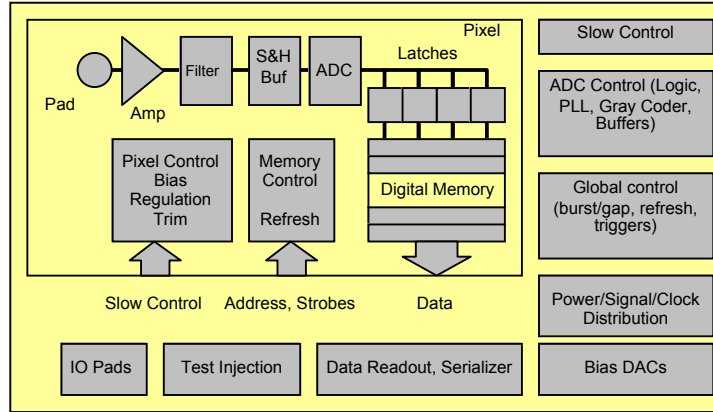 Pixel
Slow Control
S&H
Buf
Filter
ADC
Latches
Pad
Amp
ADC Control (Logic,
PLL, Gray Coder,
Buffers)
Pixel Control
Bias
Regulation
Trim
Memory
Control
Refresh
Digital Memory
Global control
(burst/gap, refresh,
triggers)
Slow Control
Address, Strobes
Data
Power/Signal/Clock
Distribution
IO Pads
Test Injection
Data Readout, Serializer
Bias DACs